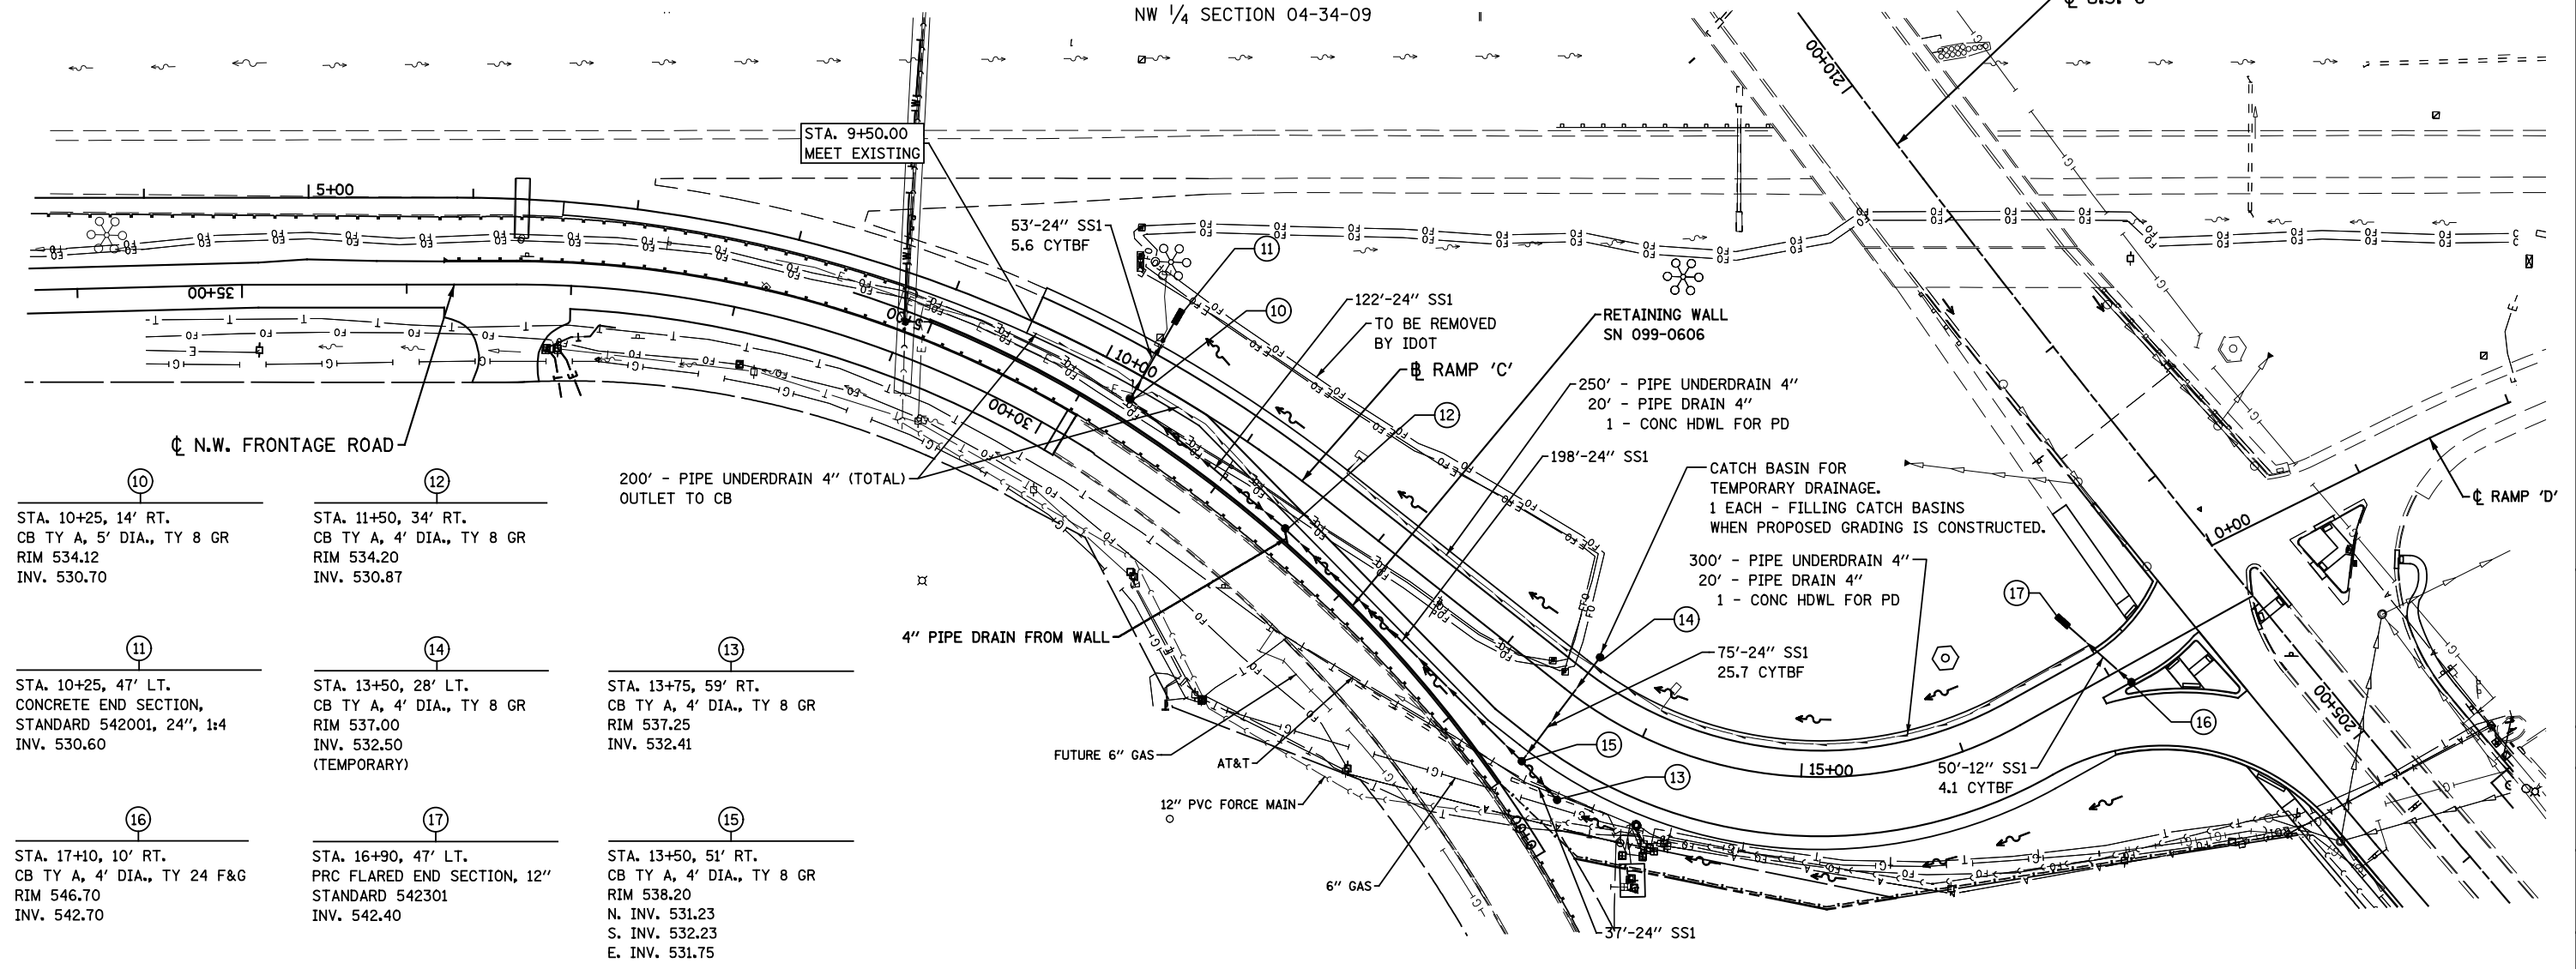 NW 1/4 SECTION 04-34-09
210+00
STA. 9+50.00
MEET EXISTING
5+00
53'-24" SS1
5.6 CYTBF
11
10
35+00
5+00
122'-24" SS1
TO BE REMOVED
BY IDOT
RETAINING WALL
SN 099-0606
10+00
℄ N.W. FRONTAGE ROAD
30+00
RAMP 'C'
12
250' - PIPE UNDERDRAIN 4"
20' - PIPE DRAIN 4"
1 - CONC HDWL FOR PD
198'-24" SS1
CATCH BASIN FOR
TEMPORARY DRAINAGE.
1 EACH - FILLING CATCH BASINS
WHEN PROPOSED GRADING IS CONSTRUCTED.
℄ RAMP 'D'
0+00
200' - PIPE UNDERDRAIN 4" (TOTAL)
OUTLET TO CB
300' - PIPE UNDERDRAIN 4"
20' - PIPE DRAIN 4"
1 - CONC HDWL FOR PD
17
14
4" PIPE DRAIN FROM WALL
75'-24" SS1
25.7 CYTBF
16
205+00
15
13
15+00
50'-12" SS1
4.1 CYTBF
FUTURE 6" GAS
AT&T
12" PVC FORCE MAIN
6" GAS
37'-24" SS1
10
STA. 10+25, 14' RT.
CB TY A, 5' DIA., TY 8 GR
RIM 534.12
INV. 530.70
12
STA. 11+50, 34' RT.
CB TY A, 4' DIA., TY 8 GR
RIM 534.20
INV. 530.87
11
STA. 10+25, 47' LT.
CONCRETE END SECTION,
STANDARD 542001, 24", 1:4
INV. 530.60
14
STA. 13+50, 28' LT.
CB TY A, 4' DIA., TY 8 GR
RIM 537.00
INV. 532.50
(TEMPORARY)
13
STA. 13+75, 59' RT.
CB TY A, 4' DIA., TY 8 GR
RIM 537.25
INV. 532.41
16
STA. 17+10, 10' RT.
CB TY A, 4' DIA., TY 24 F&G
RIM 546.70
INV. 542.70
17
STA. 16+90, 47' LT.
PRC FLARED END SECTION, 12"
STANDARD 542301
INV. 542.40
15
STA. 13+50, 51' RT.
CB TY A, 4' DIA., TY 8 GR
RIM 538.20
N. INV. 531.23
S. INV. 532.23
E. INV. 531.75